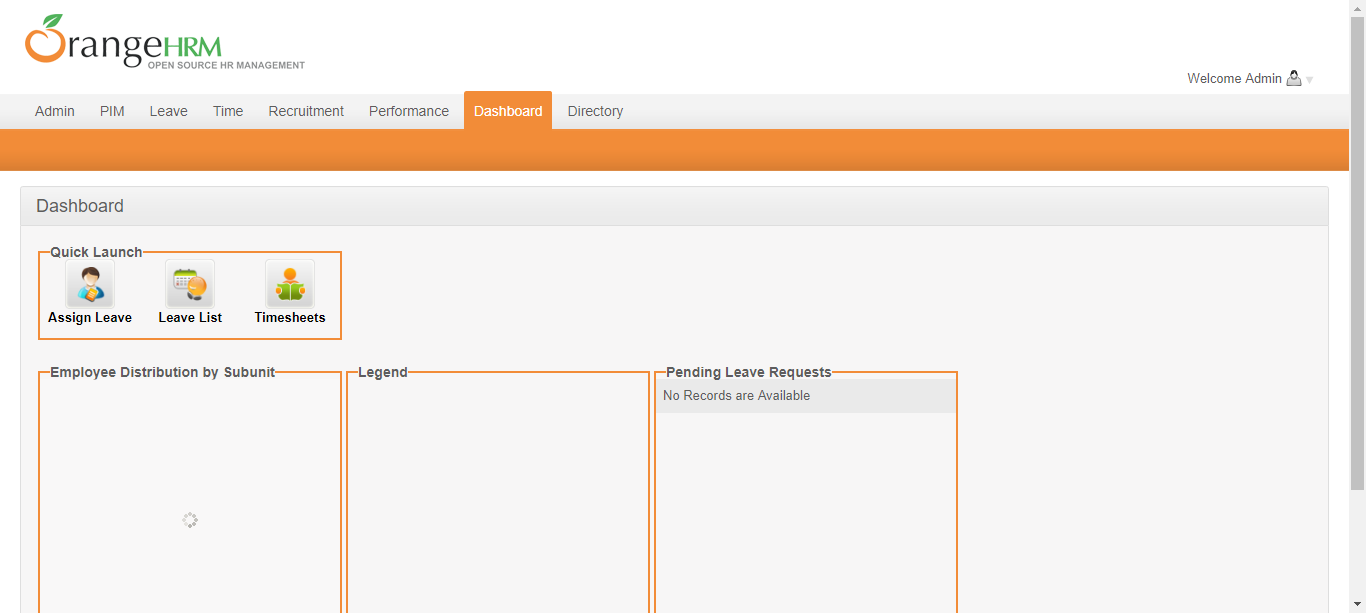 OrangeHRM
OPEN SOURCE HR MANAGEMENT
Welcome Admin
Admin PIM Leave Time Recruitment Performance Dashboard Directory
Dashboard
Quick Launch
Assign Leave Leave List Timesheets
Employee Distribution by Subunit Legend Pending Leave Requests
No Records are Available